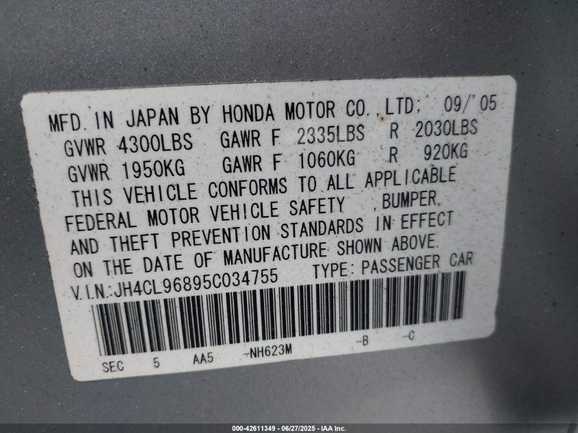 MFD. IN JAPAN BY HONDA MOTOR CO., LTD: 09/'05
GVWR 4300LBS GAWR F 2335LBS R 2030LBS
GVWR 1950KG GAWR F 1060KG R 920KG
THIS VEHICLE CONFORMS TO ALL APPLICABLE
FEDERAL MOTOR VEHICLE SAFETY , BUMPER,
AND THEFT PREVENTION STANDARDS IN EFFECT
ON THE DATE OF MANUFACTURE SHOWN ABOVE.
V.I.N.:JH4CL96895C034755 TYPE: PASSENGER CAR
SEC 5 AA5 -NH623M -B -C
000-42611349 | 06/27/2025 | IAA Inc.